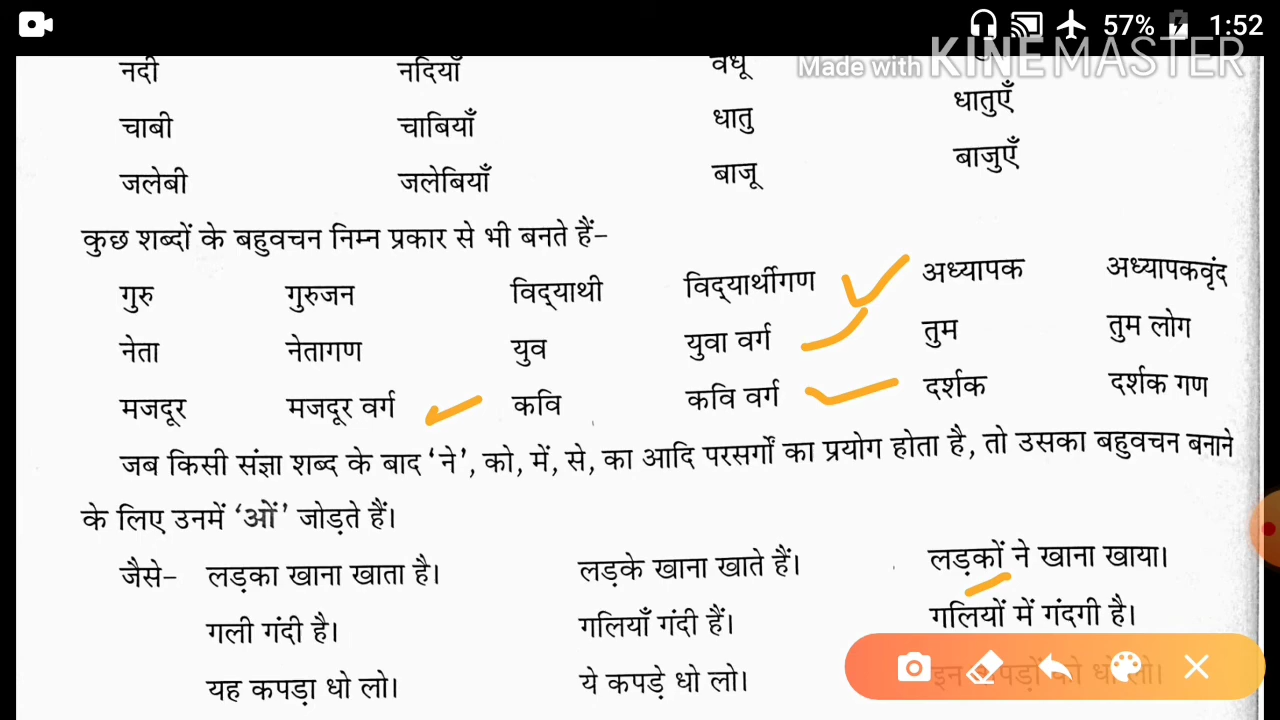 57% 1:52
Made with KINEMASTER
नदी नदियाँ वधू
चाबी चाबियाँ धातु धातुएँ
जलेबी जलेबियाँ बाजू बाजुएँ
कुछ शब्दों के बहुवचन निम्न प्रकार से भी बनते हैं-
गुरु गुरुजन विद्‌याथी विद्‌यार्थीगण अध्यापक अध्यापकवृंद
नेता नेतागण युव युवा वर्ग तुम तुम लोग
मजदूर मजदूर वर्ग कवि कवि वर्ग दर्शक दर्शक गण
जब किसी संज्ञा शब्द के बाद ‘ने’, को, में, से, का आदि परसर्गों का प्रयोग होता है, तो उसका बहुवचन बनाने
के लिए उनमें ‘ओं’ जोड़ते हैं।
जैसे- लड़का खाना खाता है। लड़के खाना खाते हैं। लड़कों ने खाना खाया।
गली गंदी है। गलियाँ गंदी हैं। गलियों में गंदगी है।
यह कपड़ा धो लो। ये कपड़े धो लो। इन कपड़ों को धो लो।